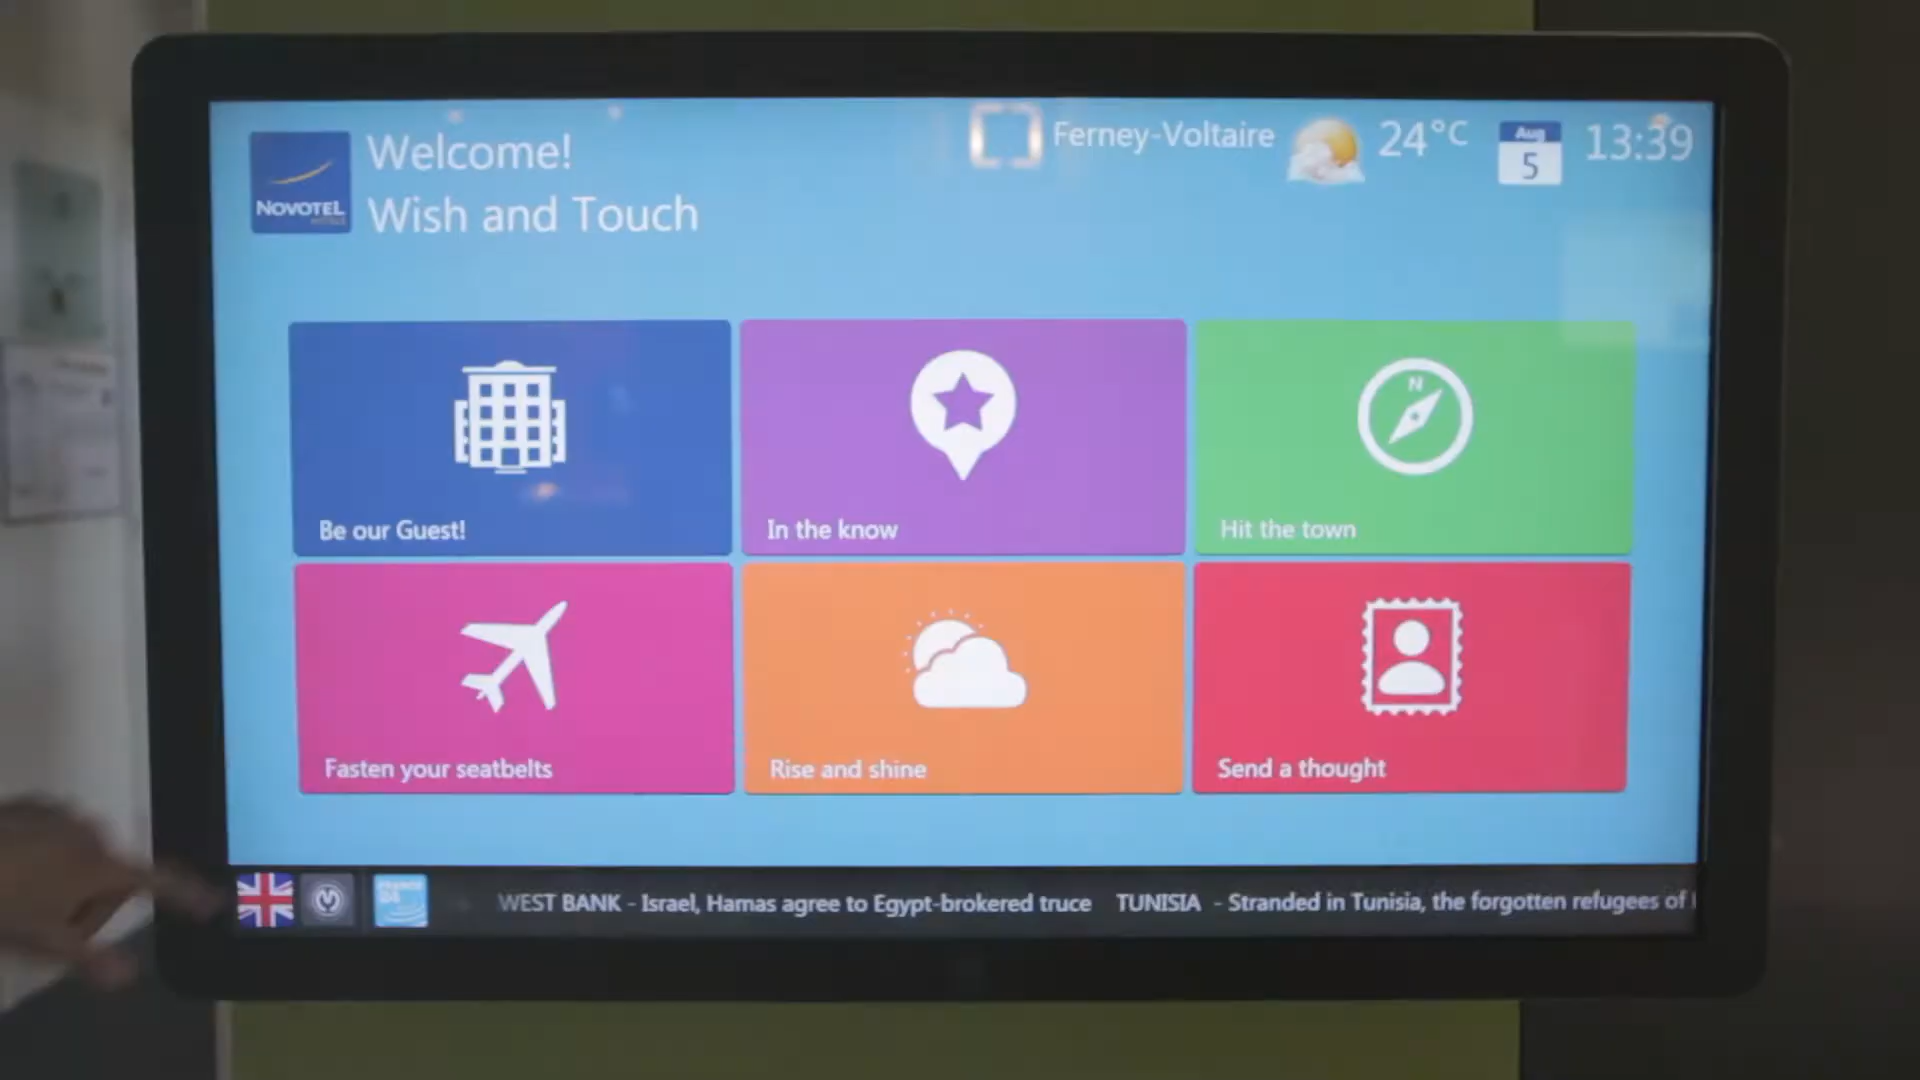 Welcome!
Wish and Touch
NOVOTEL
Ferney-Voltaire
24°C
Aug
5
13:39
Be our Guest!
In the know
N
Hit the town
Fasten your seatbelts
Rise and shine
Send a thought
FRANCE
24
WEST BANK - Israel, Hamas agree to Egypt-brokered truce TUNISIA - Stranded in Tunisia, the forgotten refugees of